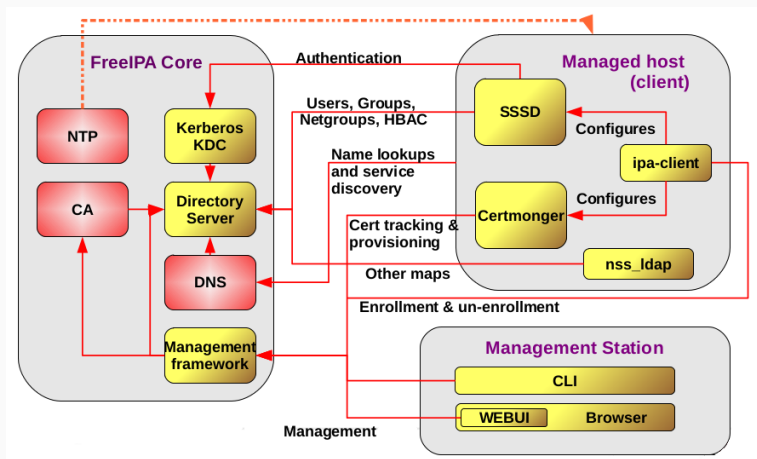 FreeIPA Core
NTP
Kerberos
KDC
CA
Directory
Server
DNS
Management
framework
Authentication
Users, Groups,
Netgroups, HBAC
Name lookups
and service
discovery
Cert tracking &
provisioning
Other maps
Enrollment & un-enrollment
Management
Managed host
(client)
SSSD
Configures
ipa-client
Configures
Certmonger
nss_ldap
Management Station
CLI
WEBUI
Browser